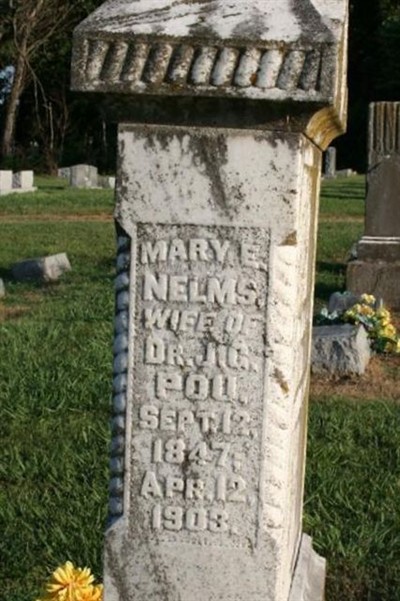 MARY E.
NELMS.
WIFE OF
DR. J.G.
POU,
SEPT. 12,
1847,
APR. 12
1903.